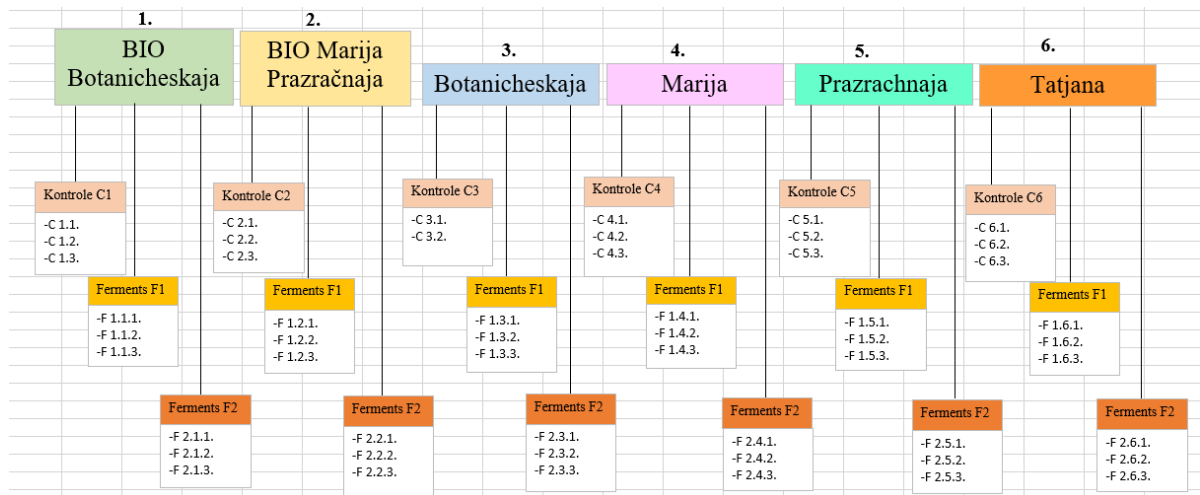 1.
BIO
Botanicheskaja
2.
BIO Marija
Prazračnaja
3.
Botanicheskaja
4.
Marija
5.
Prazrachnaja
6.
Tatjana
Kontrole C1
-C 1.1.
-C 1.2.
-C 1.3.
Kontrole C2
-C 2.1.
-C 2.2.
-C 2.3.
Kontrole C3
-C 3.1.
-C 3.2.
Kontrole C4
-C 4.1.
-C 4.2.
-C 4.3.
Kontrole C5
-C 5.1.
-C 5.2.
-C 5.3.
Kontrole C6
-C 6.1.
-C 6.2.
-C 6.3.
Ferments F1
-F 1.1.1.
-F 1.1.2.
-F 1.1.3.
Ferments F1
-F 1.2.1.
-F 1.2.2.
-F 1.2.3.
Ferments F1
-F 1.3.1.
-F 1.3.2.
-F 1.3.3.
Ferments F1
-F 1.4.1.
-F 1.4.2.
-F 1.4.3.
Ferments F1
-F 1.5.1.
-F 1.5.2.
-F 1.5.3.
Ferments F1
-F 1.6.1.
-F 1.6.2.
-F 1.6.3.
Ferments F2
-F 2.1.1.
-F 2.1.2.
-F 2.1.3.
Ferments F2
-F 2.2.1.
-F 2.2.2.
-F 2.2.3.
Ferments F2
-F 2.3.1.
-F 2.3.2.
-F 2.3.3.
Ferments F2
-F 2.4.1.
-F 2.4.2
-F 2.4.3.
Ferments F2
-F 2.5.1.
-F 2.5.2.
-F 2.5.3.
Ferments F2
-F 2.6.1.
-F 2.6.2.
-F 2.6.3.